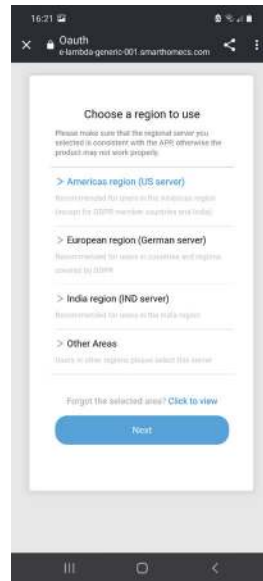 16:21
Oauth
e-lambda-generic-001.smarthomecs.com
Choose a region to use
Please make sure that the regional server you
selected is consistent with the APP, otherwise the
product may not work properly.
> Americas region (US server)
Recommended for users in the Americas region
(except for GDPR member countries and India)
> European region (German server)
Recommended for users in countries and regions
covered by GDPR
> India region (IND server)
Recommended for users in the India region
> Other Areas
Users in other regions please select this server
Forgot the selected area? Click to view
Next